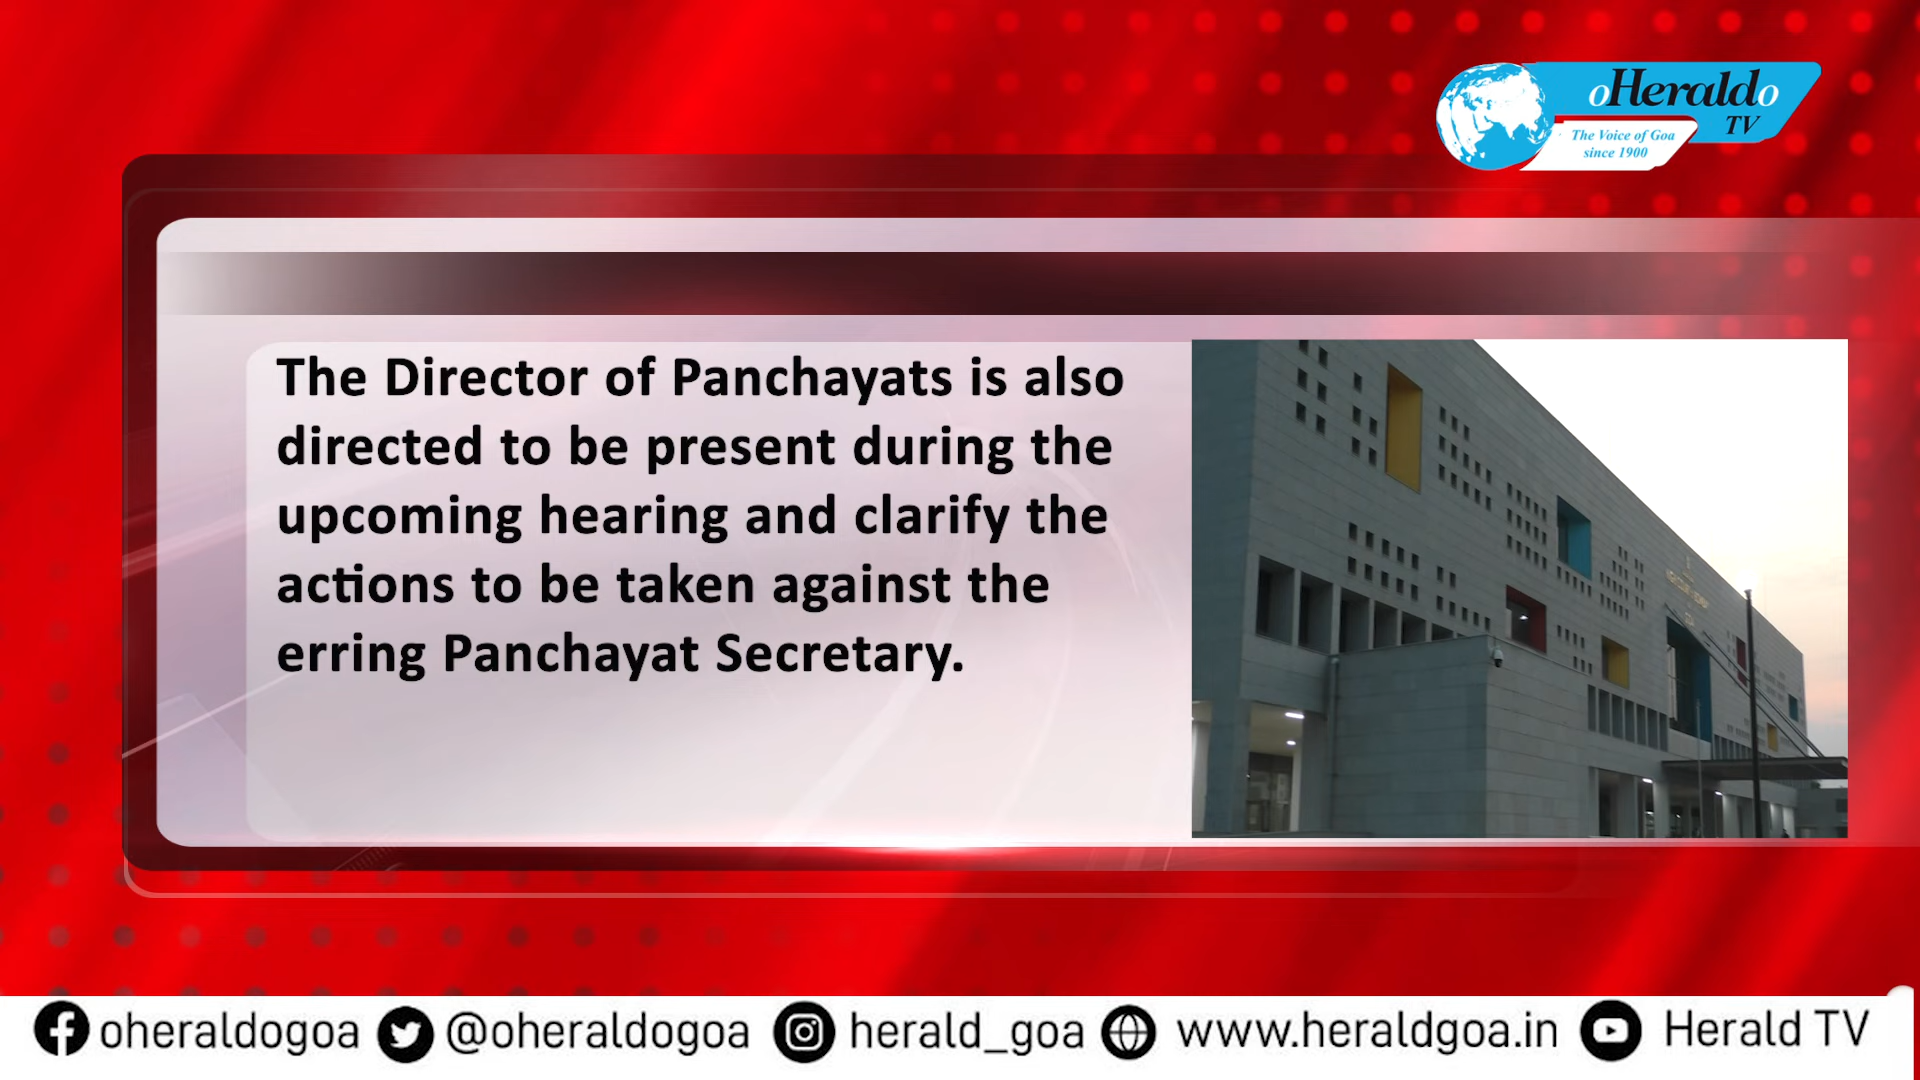 oHeraldo
TV
The Voice of Goa
since 1900
The Director of Panchayats is also
directed to be present during the
upcoming hearing and clarify the
actions to be taken against the
erring Panchayat Secretary.
oheraldogoa @oheraldogoa herald_goa www.heraldgoa.in Herald TV